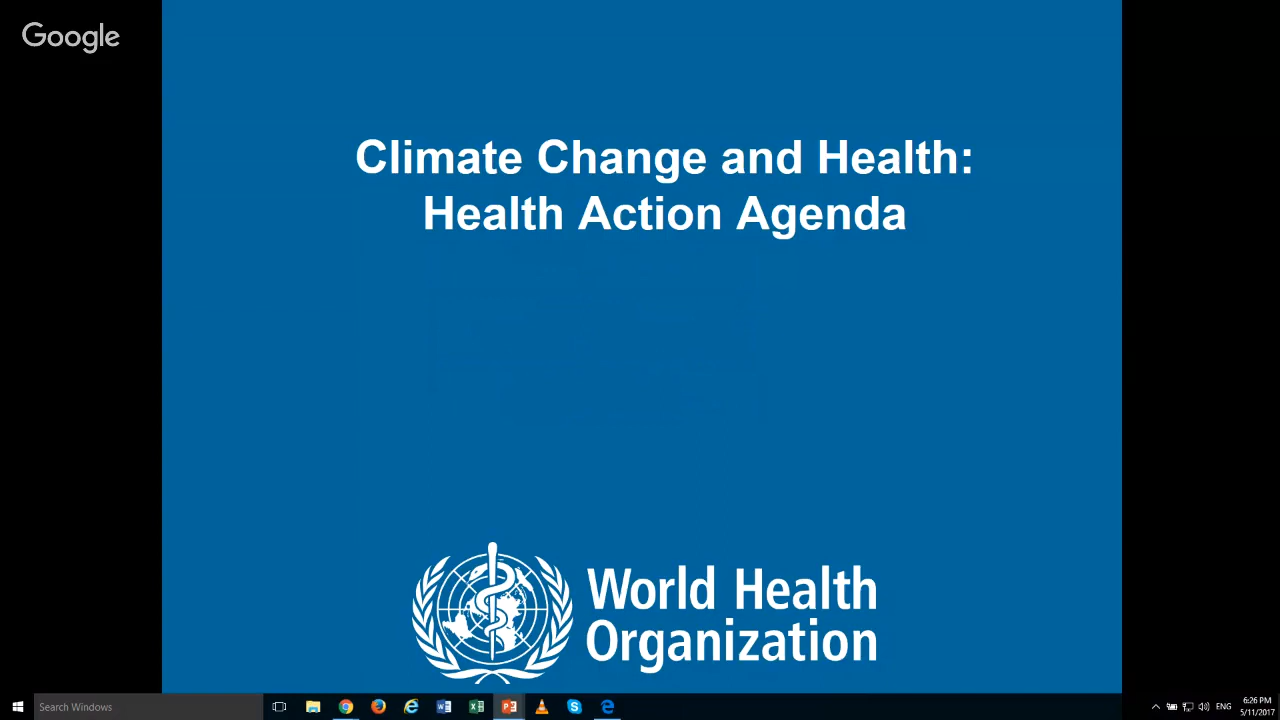 Google
Climate Change and Health:
Health Action Agenda
World Health
Organization
Search Windows
ENG
6:26 PM
5/11/2017